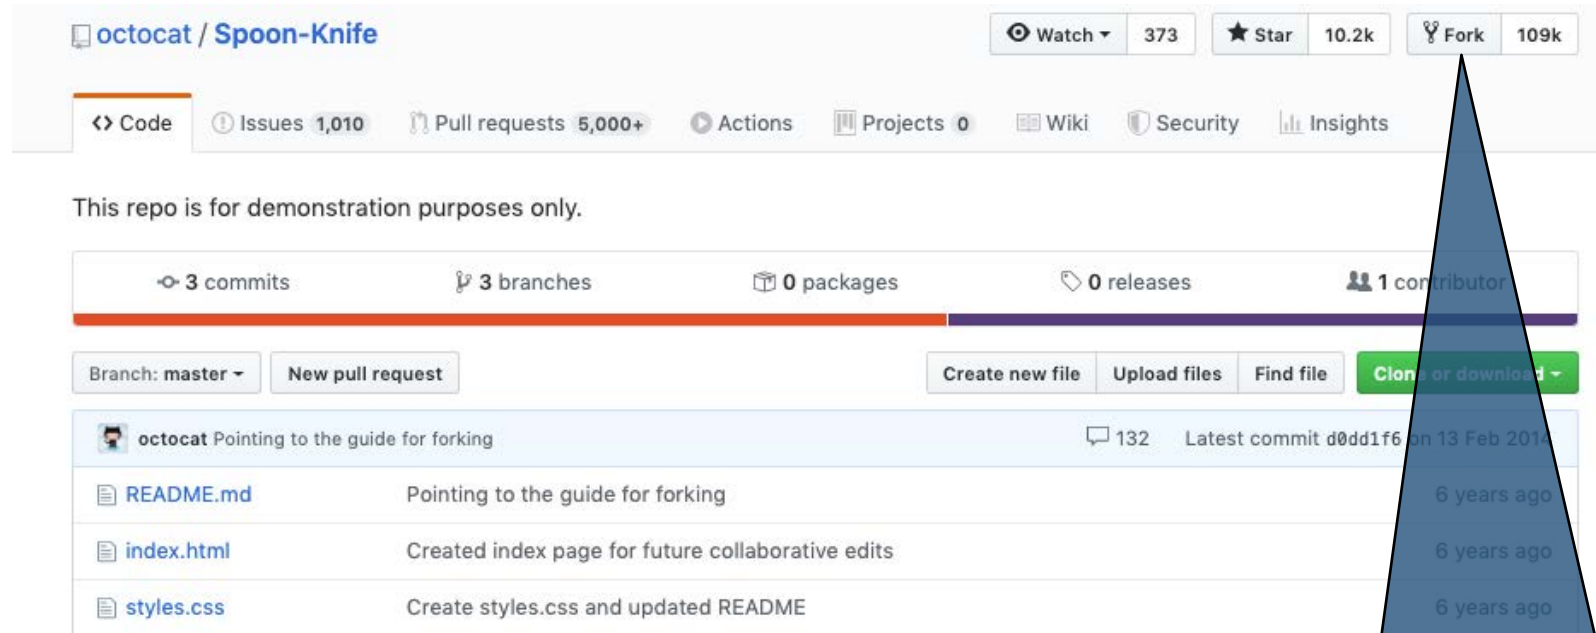 octocat / Spoon-Knife Watch 373 Star 10.2k Fork 109k
Code Issues 1,010 Pull requests 5,000+ Actions Projects 0 Wiki Security Insights
This repo is for demonstration purposes only.
3 commits 3 branches 0 packages 0 releases 1 contributor
Branch: master New pull request Create new file Upload files Find file Clone or download
octocat Pointing to the guide for forking 132 Latest commit d0dd1f6 on 13 Feb 2014
README.md Pointing to the guide for forking 6 years ago
index.html Created index page for future collaborative edits 6 years ago
styles.css Create styles.css and updated README 6 years ago